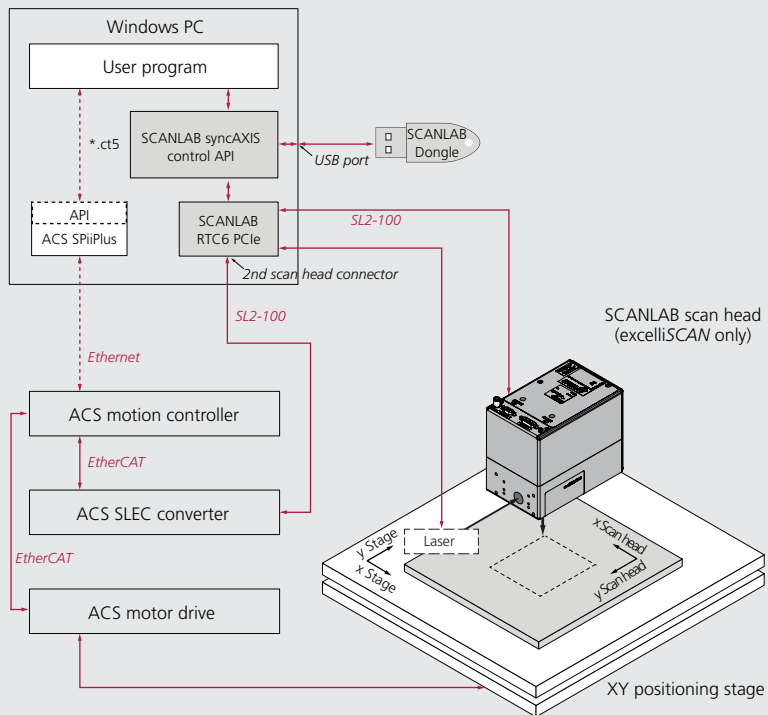 Windows PC
User program
*.ct5
SCANLAB syncAXIS
control API
USB port
SCANLAB
Dongle
API
ACS SPiiPlus
SCANLAB
RTC6 PCIe
SL2-100
2nd scan head connector
SL2-100
SCANLAB scan head
(excelliSCAN only)
Ethernet
ACS motion controller
EtherCAT
ACS SLEC converter
EtherCAT
ACS motor drive
Laser
y Stage
x Stage
x Scan head
y Scan head
XY positioning stage